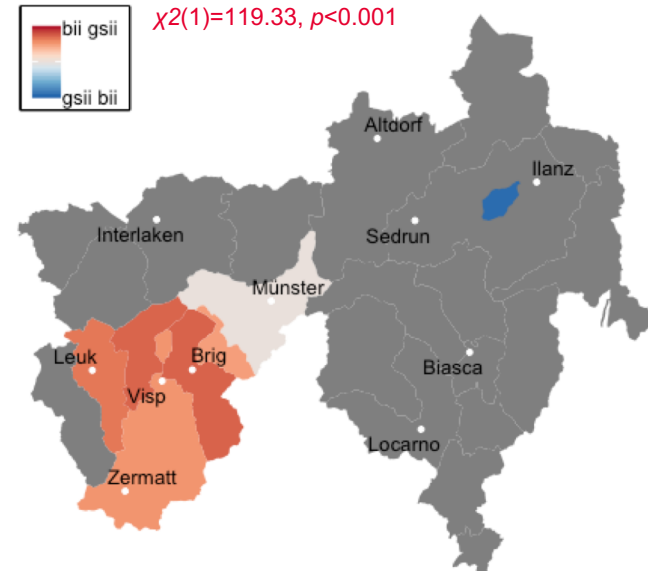 bii gsii
gsii bii
χ2(1)=119.33, p<0.001
Altdorf
Ilanz
Interlaken
Sedrun
Münster
Leuk
Brig
Biasca
Visp
Locarno
Zermatt